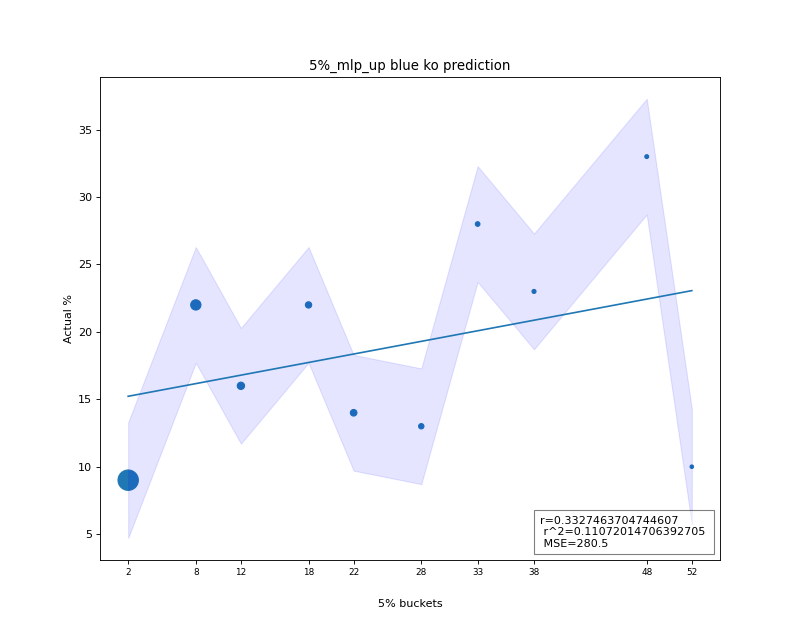 5%_mlp_up blue ko prediction
35
30
25
20
15
10
5
Actual %
r=0.3327463704744607
r^2=0.11072014706392705
MSE=280.5
2 8 12 18 22 28 33 38 48 52
5% buckets